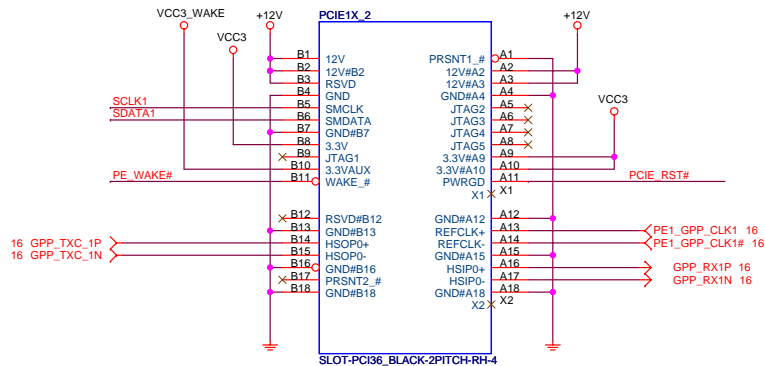 VCC3_WAKE
+12V
PCIE1X_2
+12V
VCC3
B1 12V PRSNT1_# A1
B2 12V#B2 12V#A2 A2
B3 RSVD 12V#A3 A3
B4 GND GND#A4 A4
SCLK1 B5 SMCLK JTAG2 A5
SDATA1 B6 SMDATA JTAG3 A6
B7 GND#B7 JTAG4 A7
B8 3.3V JTAG5 A8
VCC3
B9 JTAG1 3.3V#A9 A9
B10 3.3VAUX 3.3V#A10 A10
PE_WAKE# B11 WAKE_# PWRGD A11 PCIE_RST#
X1 X1
B12 RSVD#B12 GND#A12 A12
B13 GND#B13 REFCLK+ A13 PE1_GPP_CLK1 16
16 GPP_TXC_1P B14 HSOP0+ REFCLK- A14 PE1_GPP_CLK1# 16
16 GPP_TXC_1N B15 HSOP0- GND#A15 A15
B16 GND#B16 HSIP0+ A16 GPP_RX1P 16
B17 PRSNT2_# HSIP0- A17 GPP_RX1N 16
B18 GND#B18 GND#A18 A18
X2 X2
SLOT-PCI36_BLACK-2PITCH-RH-4